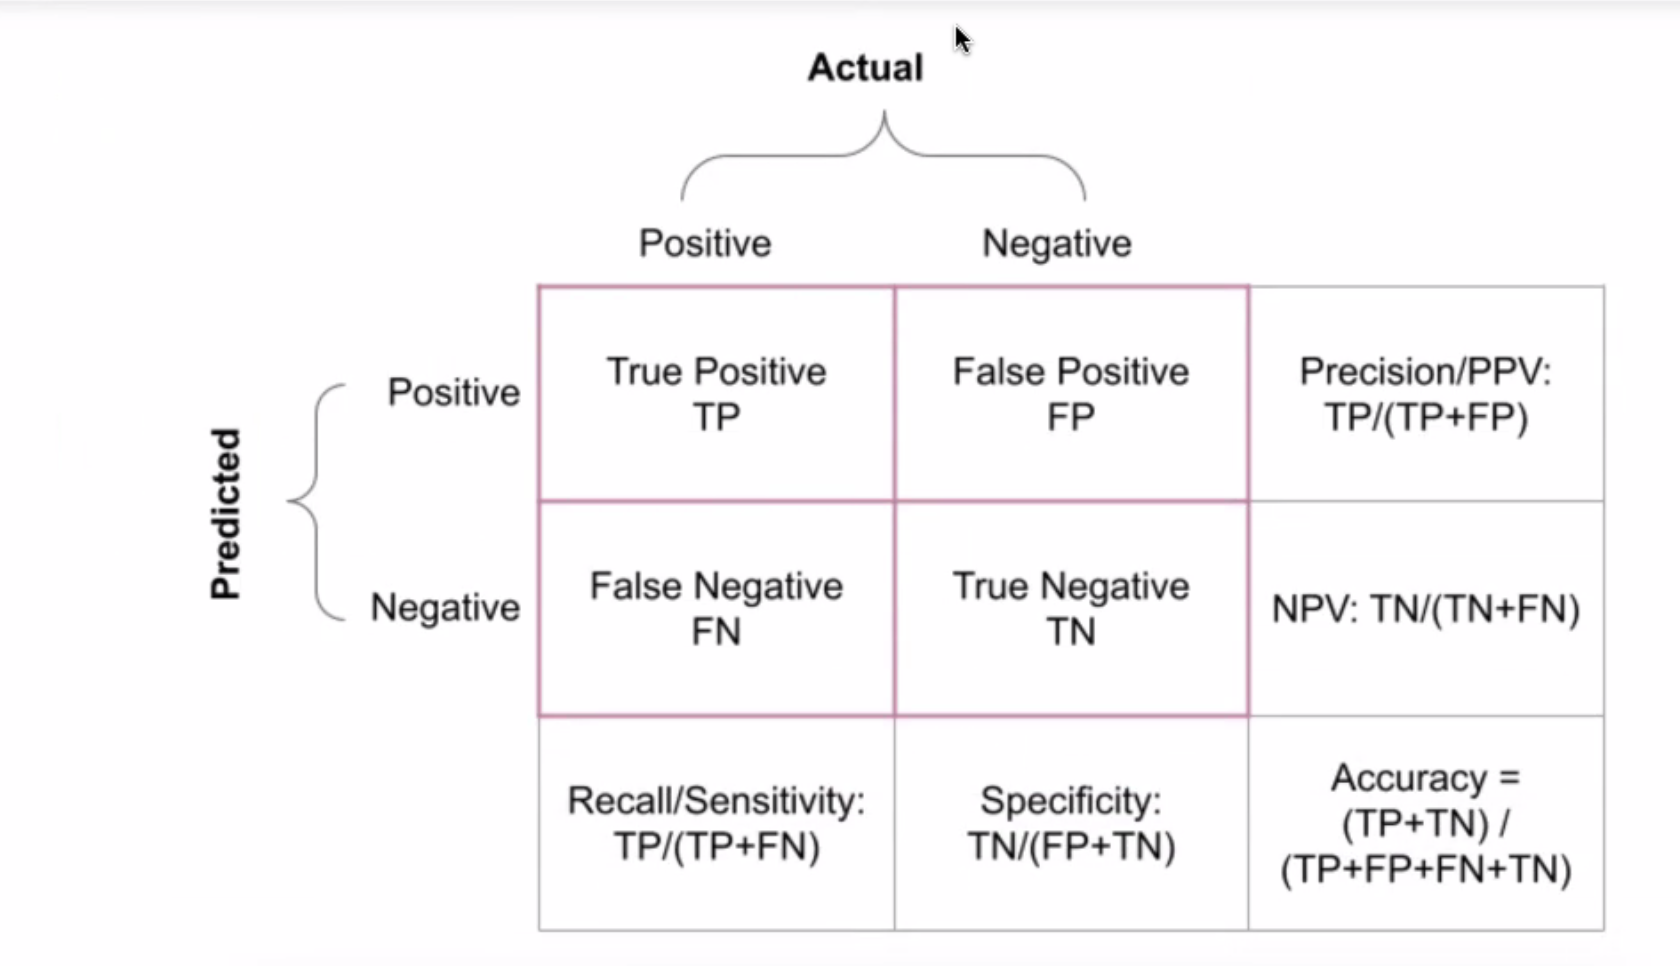 Actual
Positive
Negative
Predicted
Positive
True Positive
TP
False Positive
FP
Precision/PPV:
TP/(TP+FP)
Negative
False Negative
FN
True Negative
TN
NPV: TN/(TN+FN)
Recall/Sensitivity:
TP/(TP+FN)
Specificity:
TN/(FP+TN)
Accuracy =
(TP+TN) /
(TP+FP+FN+TN)